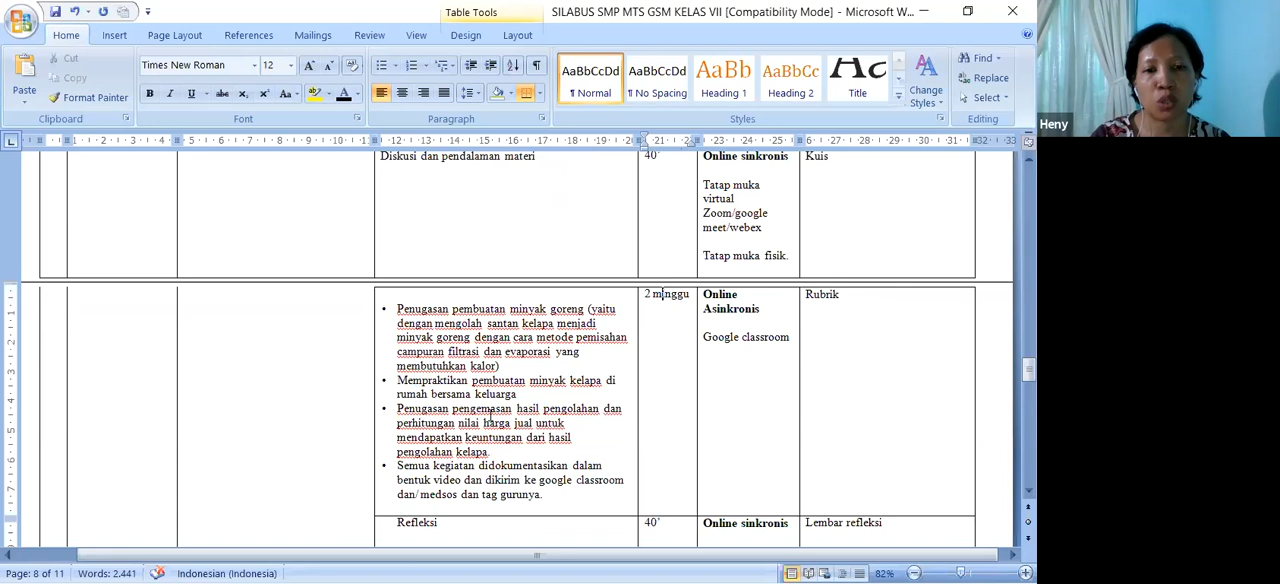 Table Tools
SILABUS SMP MTS GSM KELAS VII [Compatibility Mode] - Microsoft W...
Home
Insert
Page Layout
References
Mailings
Review
View
Design
Layout
Paste
Cut
Copy
Format Painter
Clipboard
Times New Roman
12
Font
Paragraph
AaBbCcDd
¶ Normal
AaBbCcDd
¶ No Spacing
AaBb
Heading 1
AaBbCc
Heading 2
AaC
Title
Change
Styles
Styles
Find
Replace
Select
Editing
Heny
Diskusi dan pendalaman materi
40'
Online sinkronis
Tatap muka
virtual
Zoom/google
meet/webex
Tatap muka fisik.
Kuis
• Penugasan pembuatan minyak goreng (yaitu
dengan mengolah santan kelapa menjadi
minyak goreng dengan cara metode pemisahan
campuran filtrasi dan evaporasi yang
membutuhkan kalor)
• Mempraktikan pembuatan minyak kelapa di
rumah bersama keluarga
• Penugasan pengemasan hasil pengolahan dan
perhitungan nilai harga jual untuk
mendapatkan keuntungan dari hasil
pengolahan kelapa.
• Semua kegiatan didokumentasikan dalam
bentuk video dan dikirim ke google classroom
dan/ medsos dan tag gurunya.
2 minggu
Online
Asinkronis
Google classroom
Rubrik
Refleksi
40'
Online sinkronis
Lembar refleksi
Page: 8 of 11
Words: 2.441
Indonesian (Indonesia)
82%